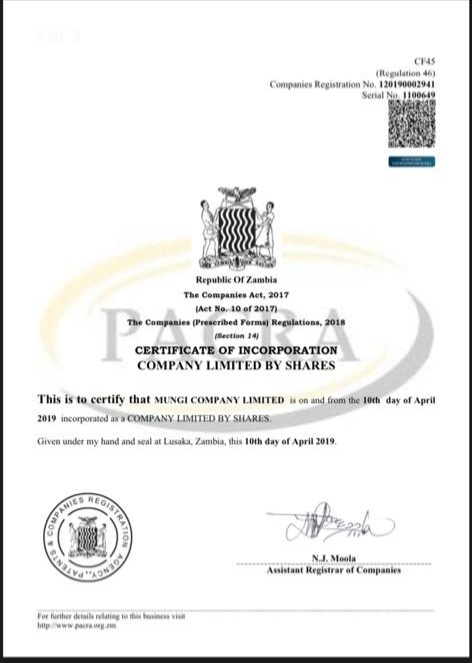 1 of 3
CF45
(Regulation 46)
Companies Registration No. 120190002941
Serial No. 1100649
Republic Of Zambia
The Companies Act, 2017
(Act No. 10 of 2017)
The Companies (Prescribed Forms) Regulations, 2018
(Section 14)
PACRA
CERTIFICATE OF INCORPORATION
COMPANY LIMITED BY SHARES
This is to certify that MUNGI COMPANY LIMITED is on and from the 10th day of April
2019 incorporated as a COMPANY LIMITED BY SHARES.
Given under my hand and seal at Lusaka, Zambia, this 10th day of April 2019.
PATENTS & COMPANIES REGISTRATION AGENCY
N.J. Moola
Assistant Registrar of Companies
For further details relating to this business visit
http://www.pacra.org.zm